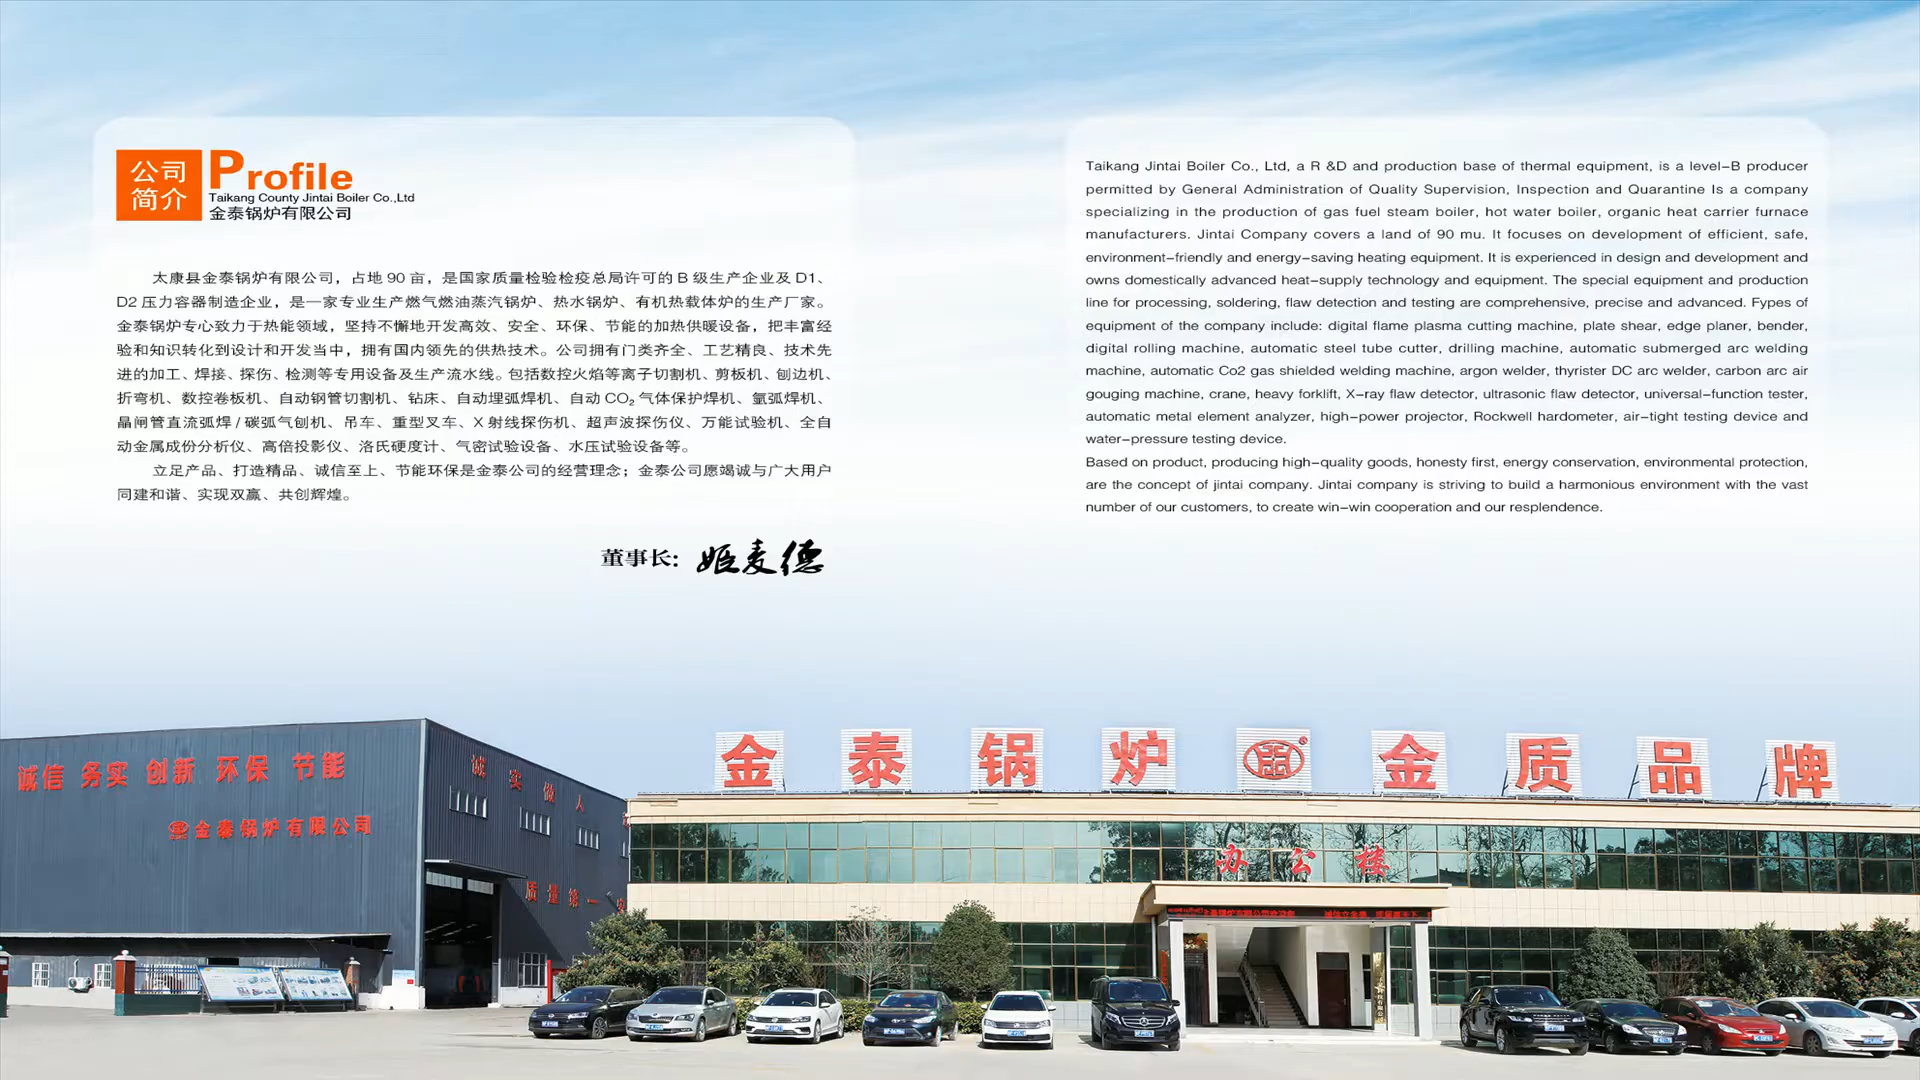 公司
简介
Profile
Taikang County Jintai Boiler Co.,Ltd
金泰锅炉有限公司
太康县金泰锅炉有限公司，占地 90 亩，是国家质量检验检疫总局许可的 B 级生产企业及 D1、
D2 压力容器制造企业，是一家专业生产燃气燃油蒸汽锅炉、热水锅炉、有机热载体炉的生产厂家。
金泰锅炉专心致力于热能领域，坚持不懈地开发高效、安全、环保、节能的加热供暖设备，把丰富经
验和知识转化到设计和开发当中，拥有国内领先的供热技术。公司拥有门类齐全、工艺精良、技术先
进的加工、焊接、探伤、检测等专用设备及生产流水线。包括数控火焰等离子切割机、剪板机、刨边机、
折弯机、数控卷板机、自动钢管切割机、钻床、自动埋弧焊机、自动 CO₂ 气体保护焊机、氩弧焊机、
晶闸管直流弧焊 / 碳弧气刨机、吊车、重型叉车、X 射线探伤机、超声波探伤仪、万能试验机、全自
动金属成份分析仪、高倍投影仪、洛氏硬度计、气密试验设备、水压试验设备等。
立足产品、打造精品、诚信至上、节能环保是金泰公司的经营理念；金泰公司愿竭诚与广大用户
同建和谐、实现双赢、共创辉煌。
董事长：姬麦德
Taikang Jintai Boiler Co., Ltd, a R &D and production base of thermal equipment, is a level-B producer
permitted by General Administration of Quality Supervision, Inspection and Quarantine Is a company
specializing in the production of gas fuel steam boiler, hot water boiler, organic heat carrier furnace
manufacturers. Jintai Company covers a land of 90 mu. It focuses on development of efficient, safe,
environment-friendly and energy-saving heating equipment. It is experienced in design and development and
owns domestically advanced heat-supply technology and equipment. The special equipment and production
line for processing, soldering, flaw detection and testing are comprehensive, precise and advanced. Fypes of
equipment of the company include: digital flame plasma cutting machine, plate shear, edge planer, bender,
digital rolling machine, automatic steel tube cutter, drilling machine, automatic submerged arc welding
machine, automatic Co2 gas shielded welding machine, argon welder, thyrister DC arc welder, carbon arc air
gouging machine, crane, heavy forklift, X-ray flaw detector, ultrasonic flaw detector, universal-function tester,
automatic metal element analyzer, high-power projector, Rockwell hardometer, air-tight testing device and
water-pressure testing device.
Based on product, producing high-quality goods, honesty first, energy conservation, environmental protection,
are the concept of jintai company. Jintai company is striving to build a harmonious environment with the vast
number of our customers, to create win-win cooperation and our resplendence.
诚信 务实 创新 环保 节能
金泰锅炉有限公司
诚实做人
质量第一
金泰锅炉 金质品牌
办公楼